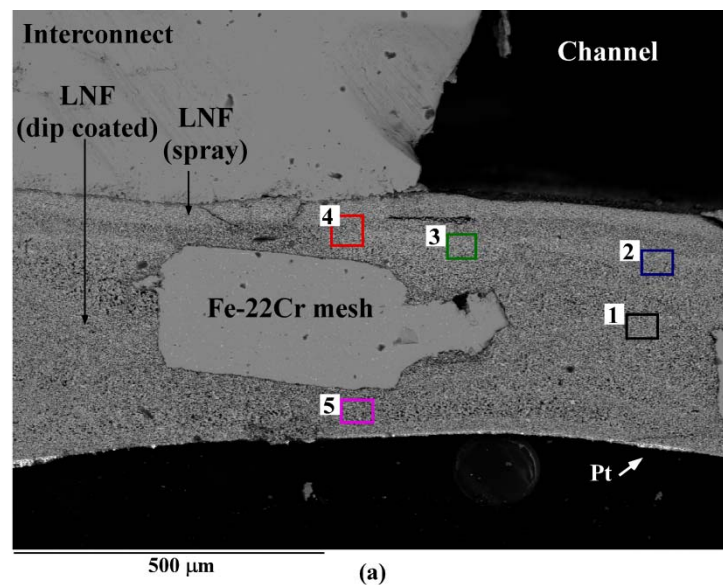 Interconnect
Channel
LNF
(dip coated)
LNF
(spray)
4
3
2
1
Fe-22Cr mesh
5
Pt
500 μm
(a)